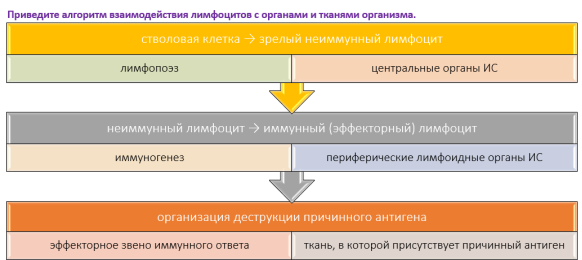 Приведите алгоритм взаимодействия лимфоцитов с органами и тканями организма.
стволовая клетка → зрелый неиммунный лимфоцит
лимфопоэз
центральные органы ИС
неиммунный лимфоцит → иммунный (эффекторный) лимфоцит
иммуногенез
периферические лимфоидные органы ИС
организация деструкции причинного антигена
эффекторное звено иммунного ответа
ткань, в которой присутствует причинный антиген